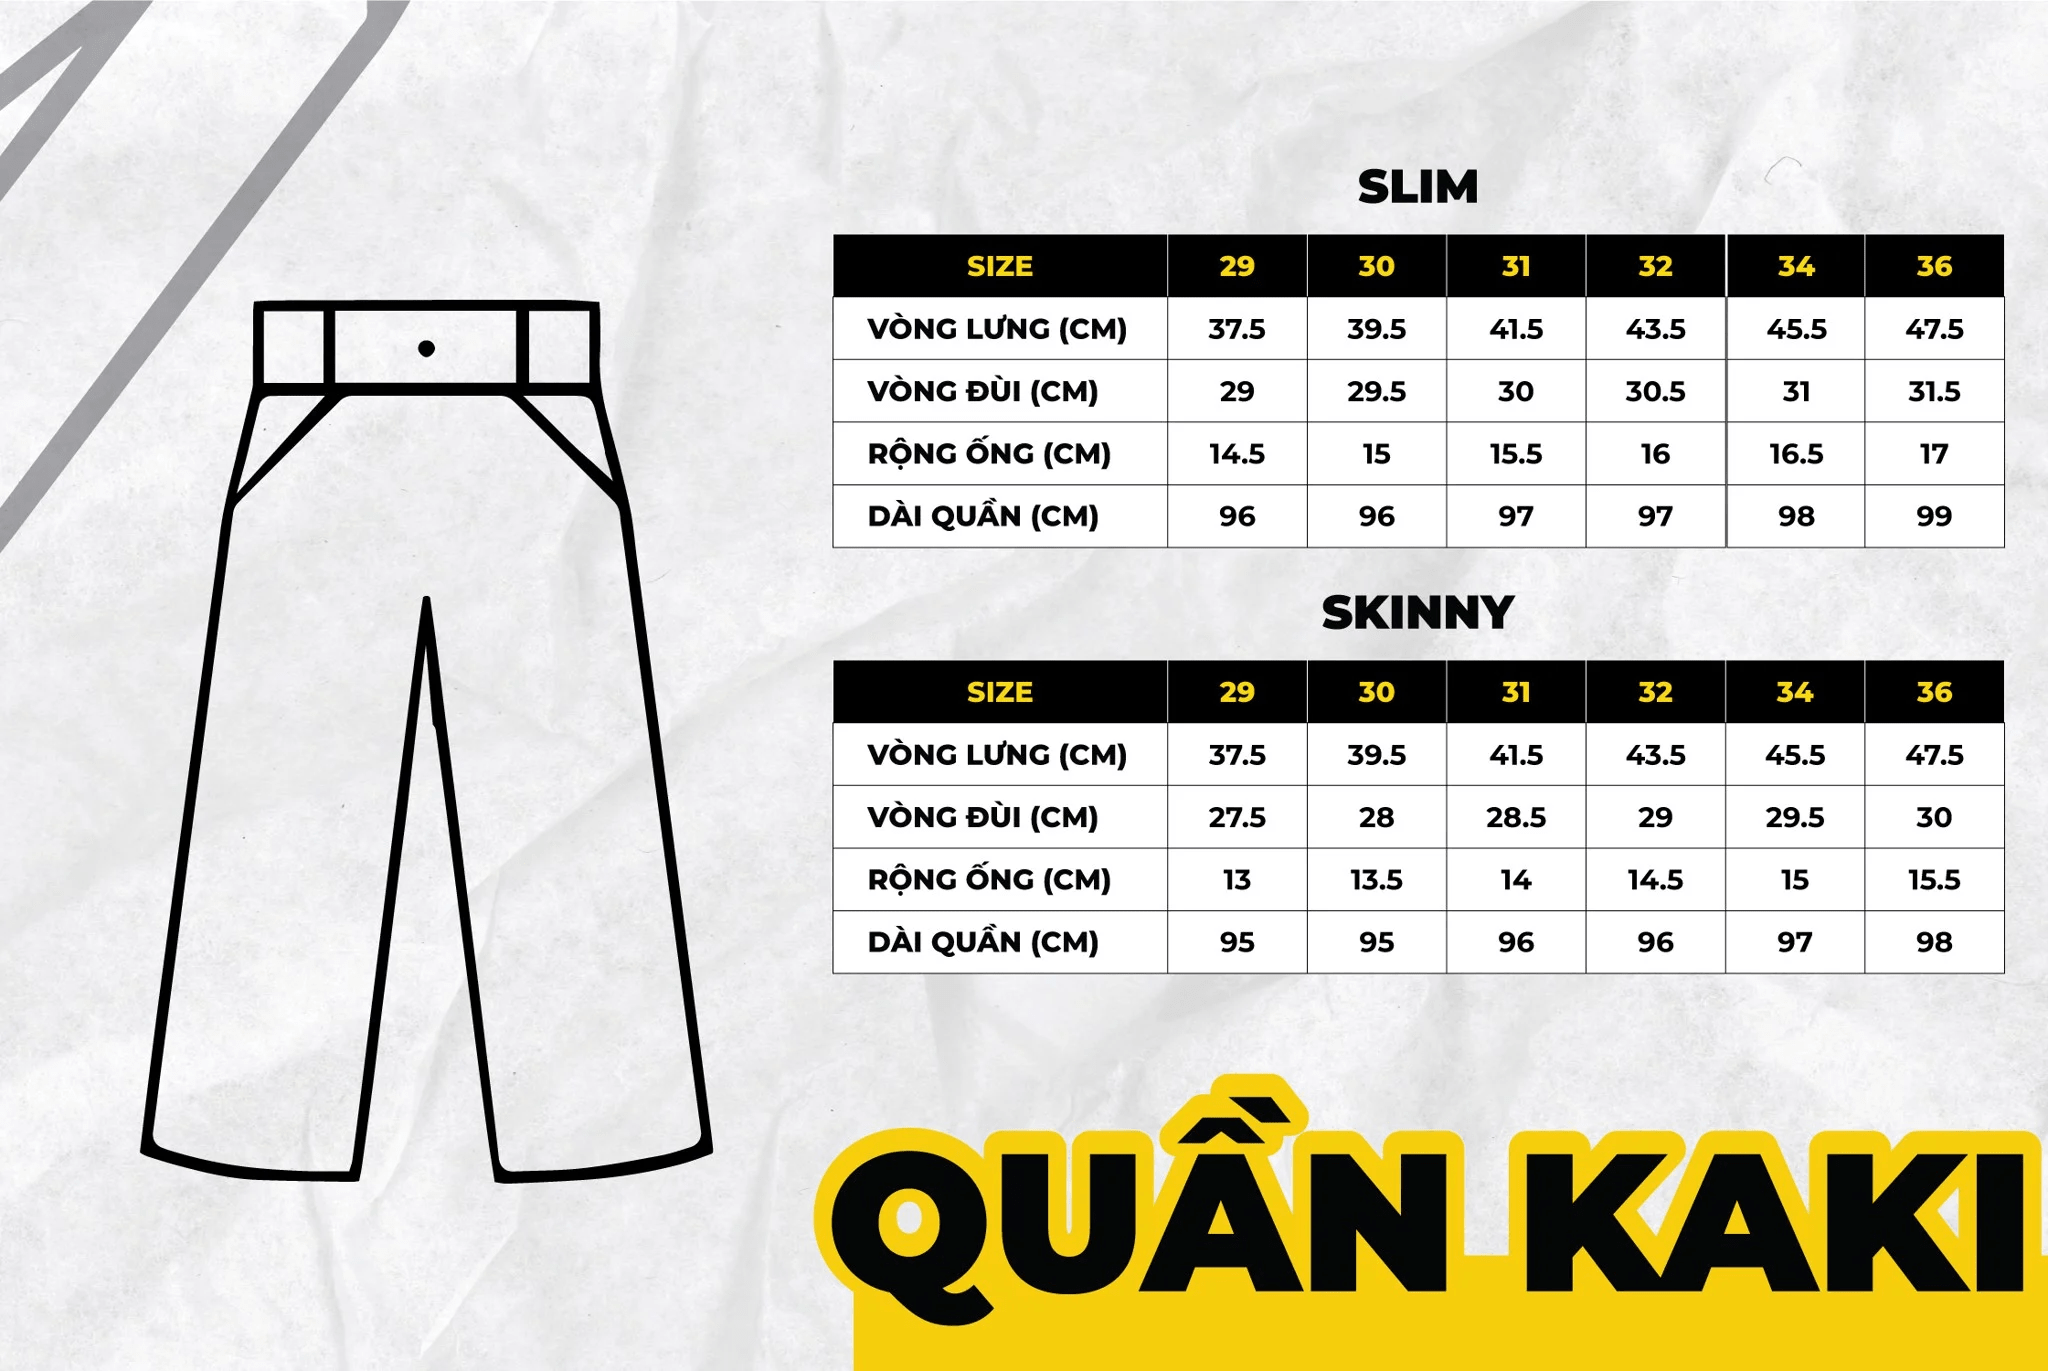 SLIM
SIZE 29 30 31 32 34 36
VÒNG LƯNG (CM) 37.5 39.5 41.5 43.5 45.5 47.5
VÒNG ĐÙI (CM) 29 29.5 30 30.5 31 31.5
RỘNG ỐNG (CM) 14.5 15 15.5 16 16.5 17
DÀI QUẦN (CM) 96 96 97 97 98 99
SKINNY
SIZE 29 30 31 32 34 36
VÒNG LƯNG (CM) 37.5 39.5 41.5 43.5 45.5 47.5
VÒNG ĐÙI (CM) 27.5 28 28.5 29 29.5 30
RỘNG ỐNG (CM) 13 13.5 14 14.5 15 15.5
DÀI QUẦN (CM) 95 95 96 96 97 98
QUẦN KAKI